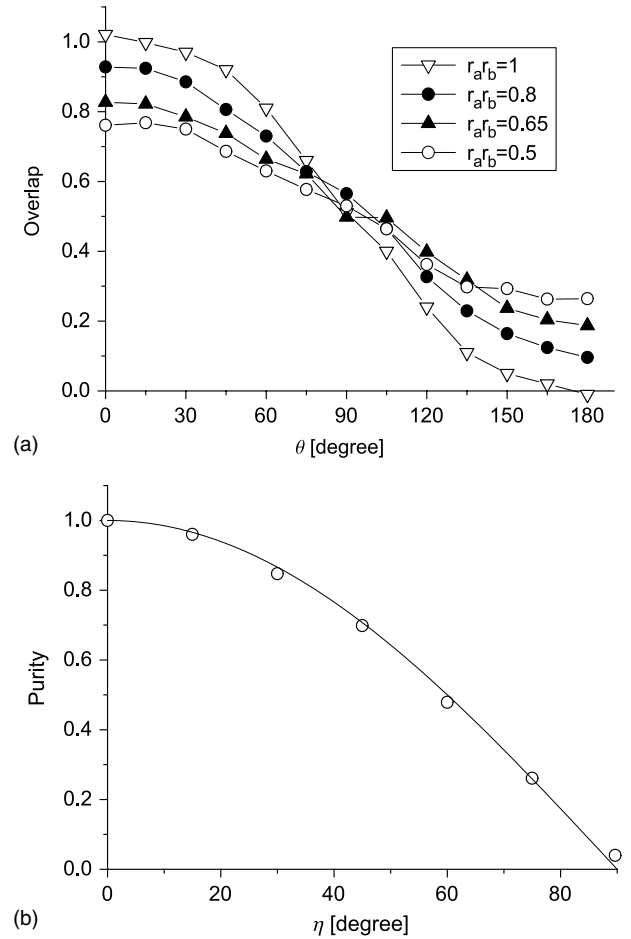 1.0
0.8
0.6
0.4
0.2
0.0
Overlap
r_a r_b=1
r_a r_b=0.8
r_a r_b=0.65
r_a r_b=0.5
0 30 60 90 120 150 180
θ [degree]
(a)
1.0
0.8
0.6
0.4
0.2
0.0
Purity
0 20 40 60 80
η [degree]
(b)